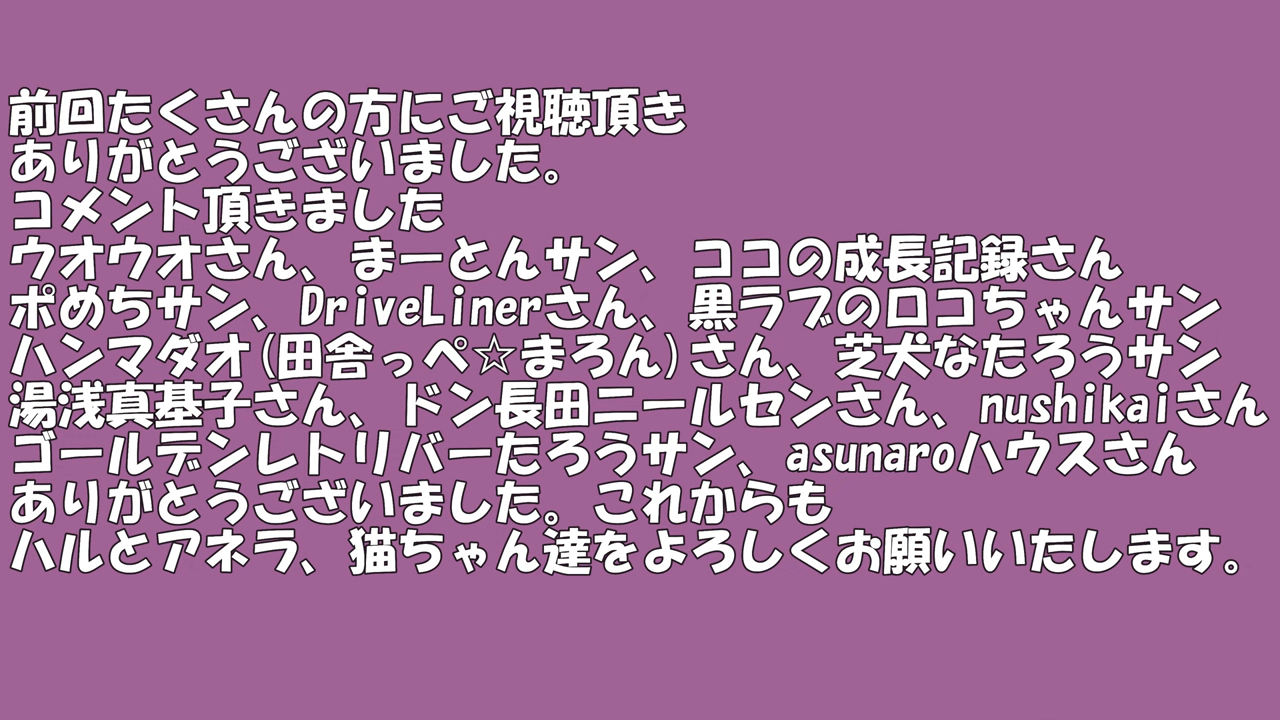 前回たくさんの方にご視聴頂き
ありがとうございました。
コメント頂きました
ウオウオさん、まーとんサン、ココの成長記録さん
ポめちサン、DriveLinerさん、黒ラブのロコちゃんサン
ハンマダオ(田舎っぺ☆まろん)さん、芝犬なたろうサン
湯浅真基子さん、ドン長田ニールセンさん、nushikaiさん
ゴールデンレトリバーたろうサン、asunaroハウスさん
ありがとうございました。これからも
ハルとアネラ、猫ちゃん達をよろしくお願いいたします。